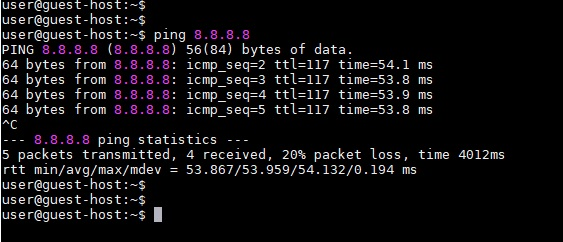 user@guest-host:~$
user@guest-host:~$
user@guest-host:~$ ping 8.8.8.8
PING 8.8.8.8 (8.8.8.8) 56(84) bytes of data.
64 bytes from 8.8.8.8: icmp_seq=2 ttl=117 time=54.1 ms
64 bytes from 8.8.8.8: icmp_seq=3 ttl=117 time=53.8 ms
64 bytes from 8.8.8.8: icmp_seq=4 ttl=117 time=53.9 ms
64 bytes from 8.8.8.8: icmp_seq=5 ttl=117 time=53.8 ms
^C
--- 8.8.8.8 ping statistics ---
5 packets transmitted, 4 received, 20% packet loss, time 4012ms
rtt min/avg/max/mdev = 53.867/53.959/54.132/0.194 ms
user@guest-host:~$
user@guest-host:~$
user@guest-host:~$